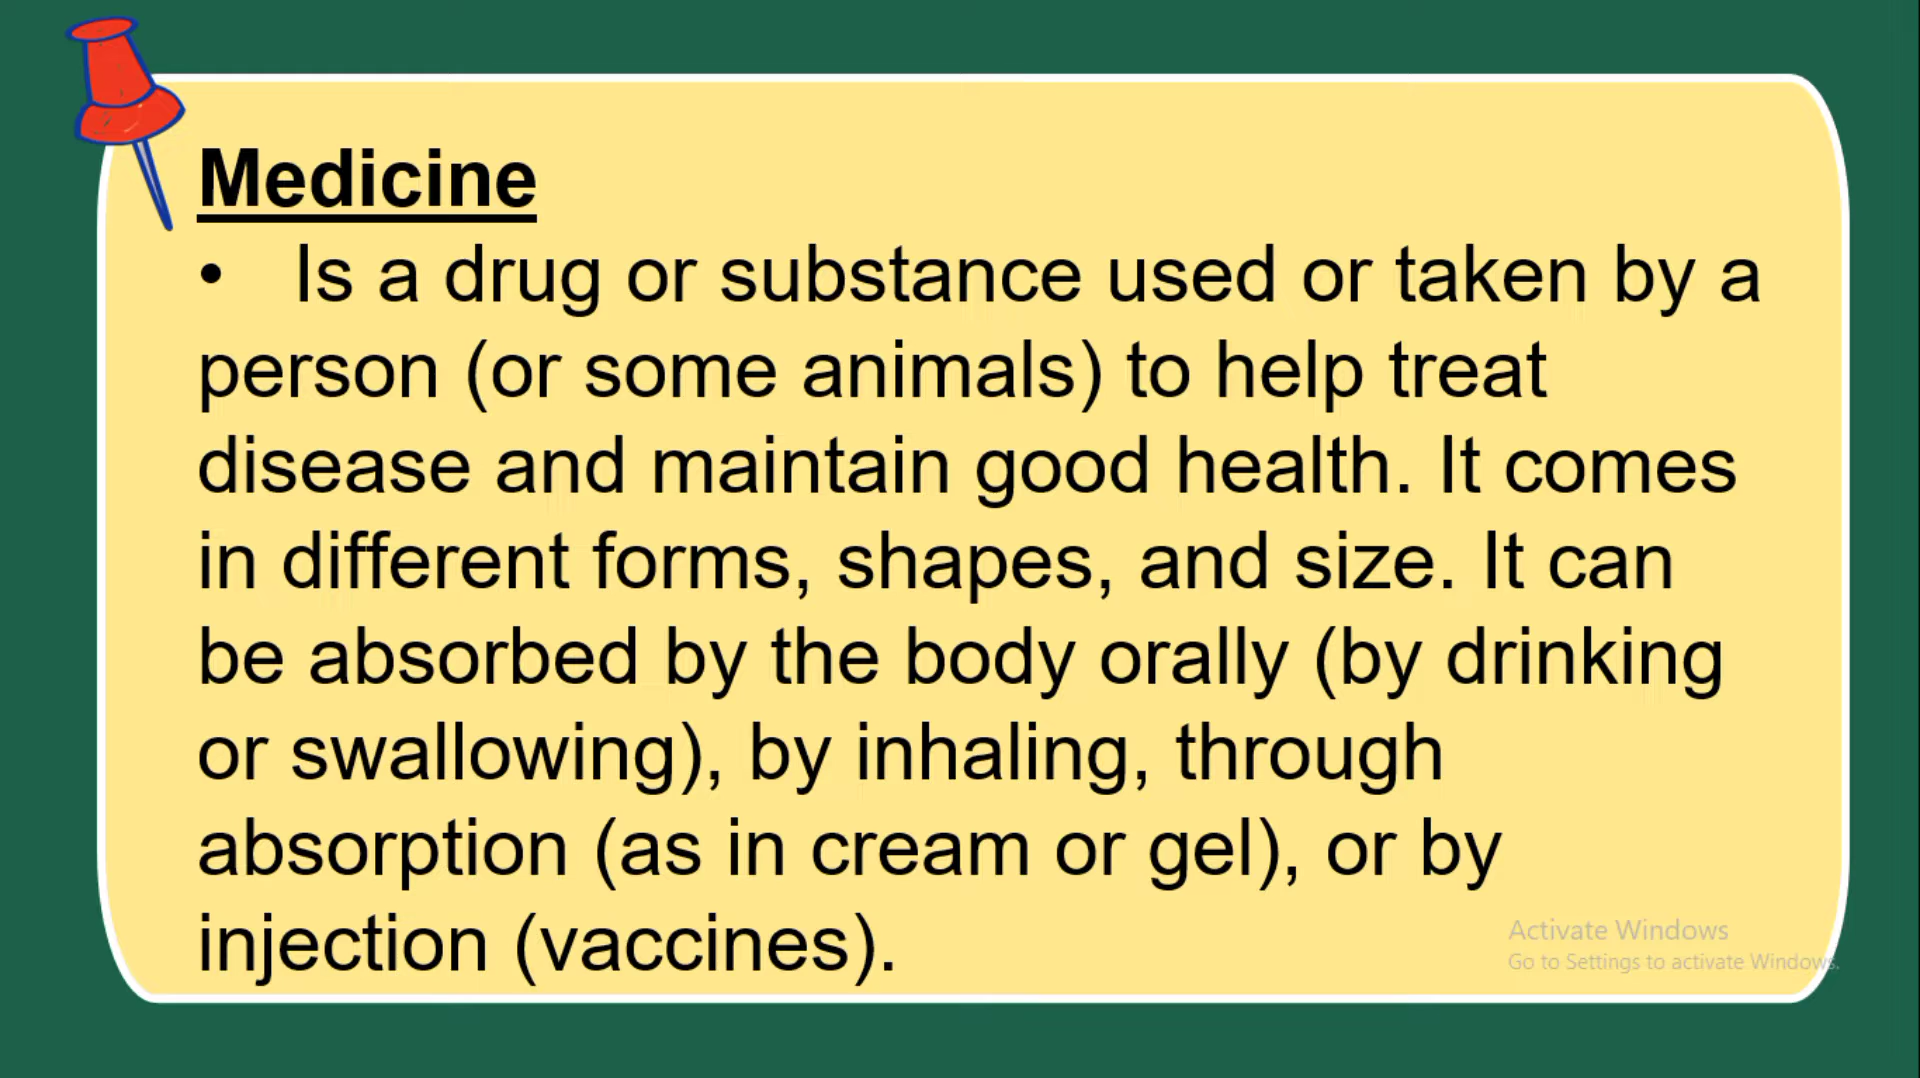 Medicine
• Is a drug or substance used or taken by a
person (or some animals) to help treat
disease and maintain good health. It comes
in different forms, shapes, and size. It can
be absorbed by the body orally (by drinking
or swallowing), by inhaling, through
absorption (as in cream or gel), or by
injection (vaccines).
Activate Windows
Go to Settings to activate Windows.